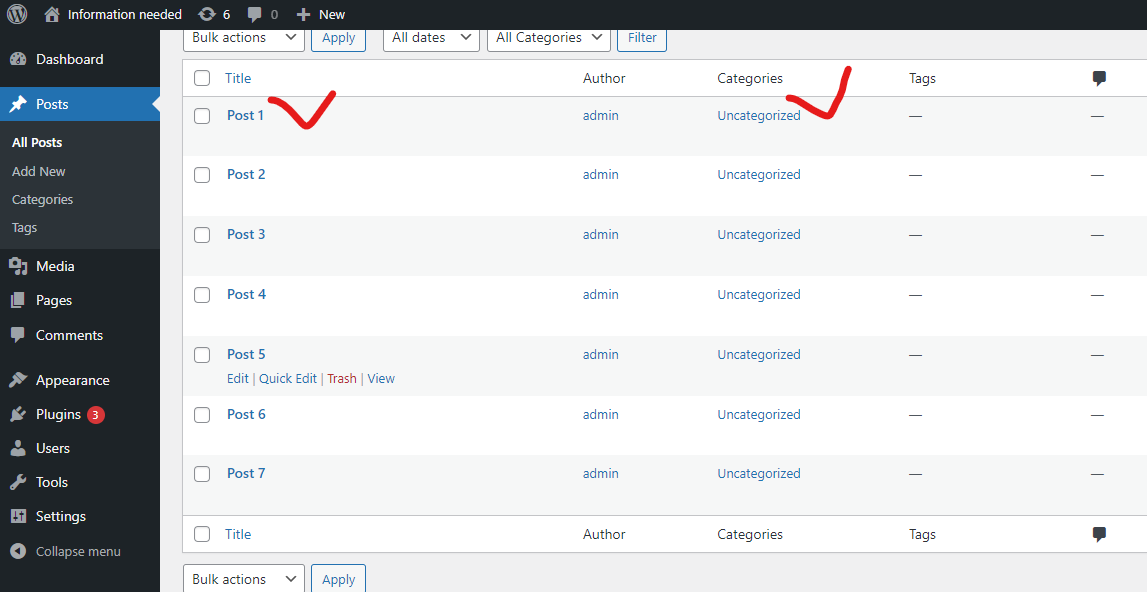 Information needed 6 0 New
Bulk actions Apply All dates All Categories Filter
Dashboard
Posts
All Posts
Add New
Categories
Tags
Media
Pages
Comments
Appearance
Plugins 3
Users
Tools
Settings
Collapse menu
Title Author Categories Tags
Post 1 admin Uncategorized — —
Post 2 admin Uncategorized — —
Post 3 admin Uncategorized — —
Post 4 admin Uncategorized — —
Post 5 admin Uncategorized — —
Edit | Quick Edit | Trash | View
Post 6 admin Uncategorized — —
Post 7 admin Uncategorized — —
Title Author Categories Tags
Bulk actions Apply